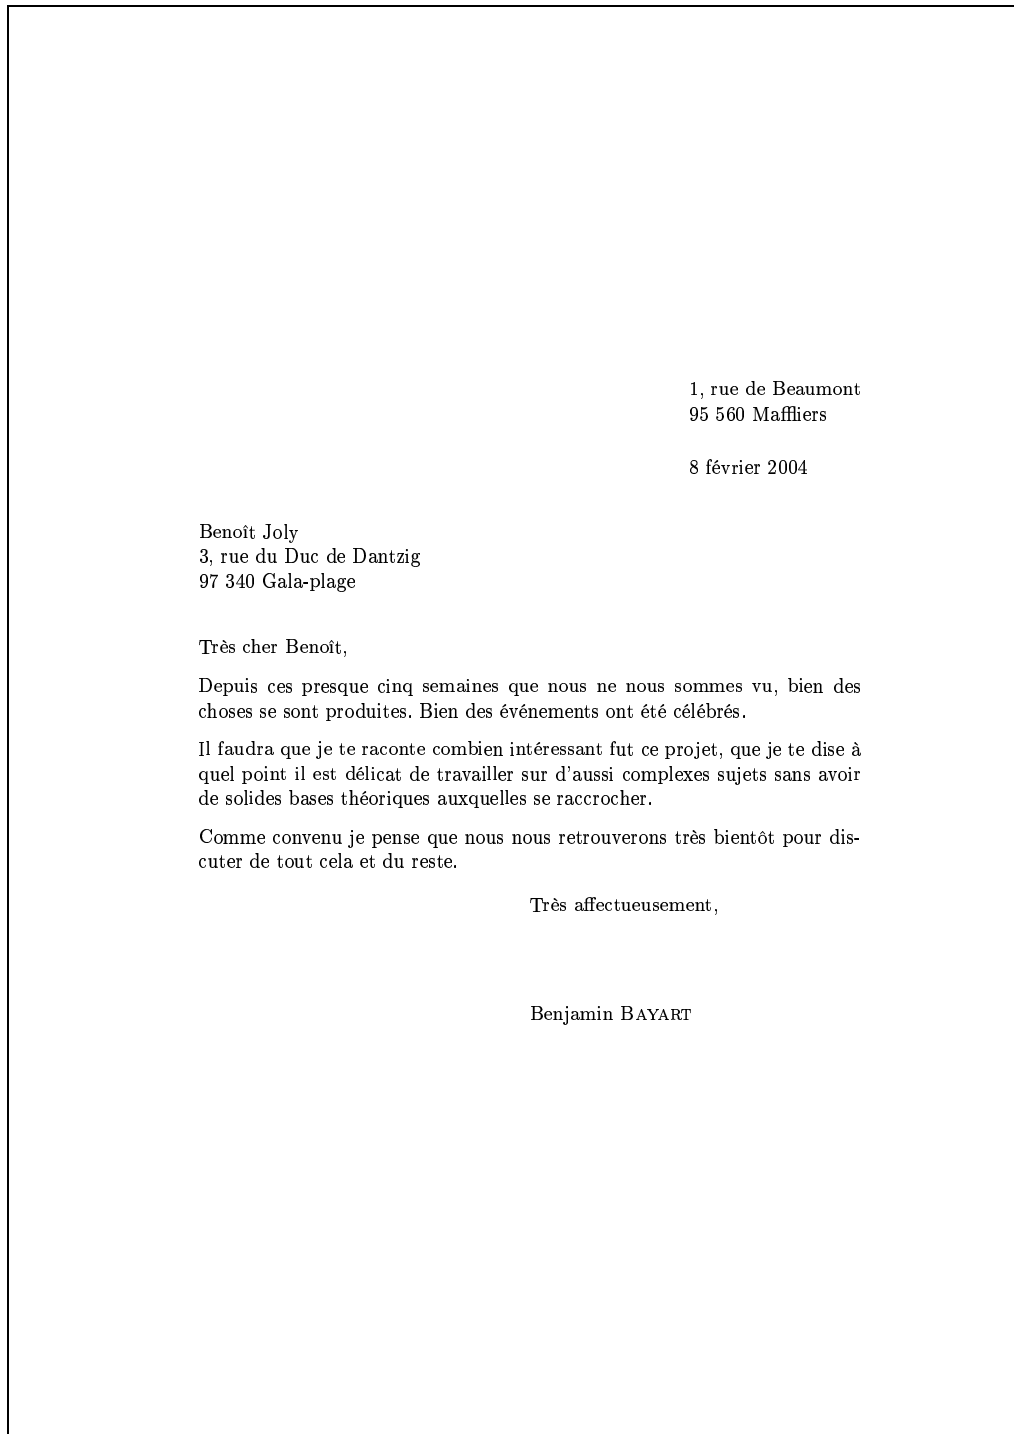 1, rue de Beaumont
95 560 Maffliers
8 février 2004
Benoît Joly
3, rue du Duc de Dantzig
97 340 Gala-plage
Très cher Benoît,
Depuis ces presque cinq semaines que nous ne nous sommes vu, bien des
choses se sont produites. Bien des événements ont été célébrés.
Il faudra que je te raconte combien intéressant fut ce projet, que je te dise à
quel point il est délicat de travailler sur d'aussi complexes sujets sans avoir
de solides bases théoriques auxquelles se raccrocher.
Comme convenu je pense que nous nous retrouverons très bientôt pour dis-
cuter de tout cela et du reste.
Très affectueusement,
Benjamin BAYART